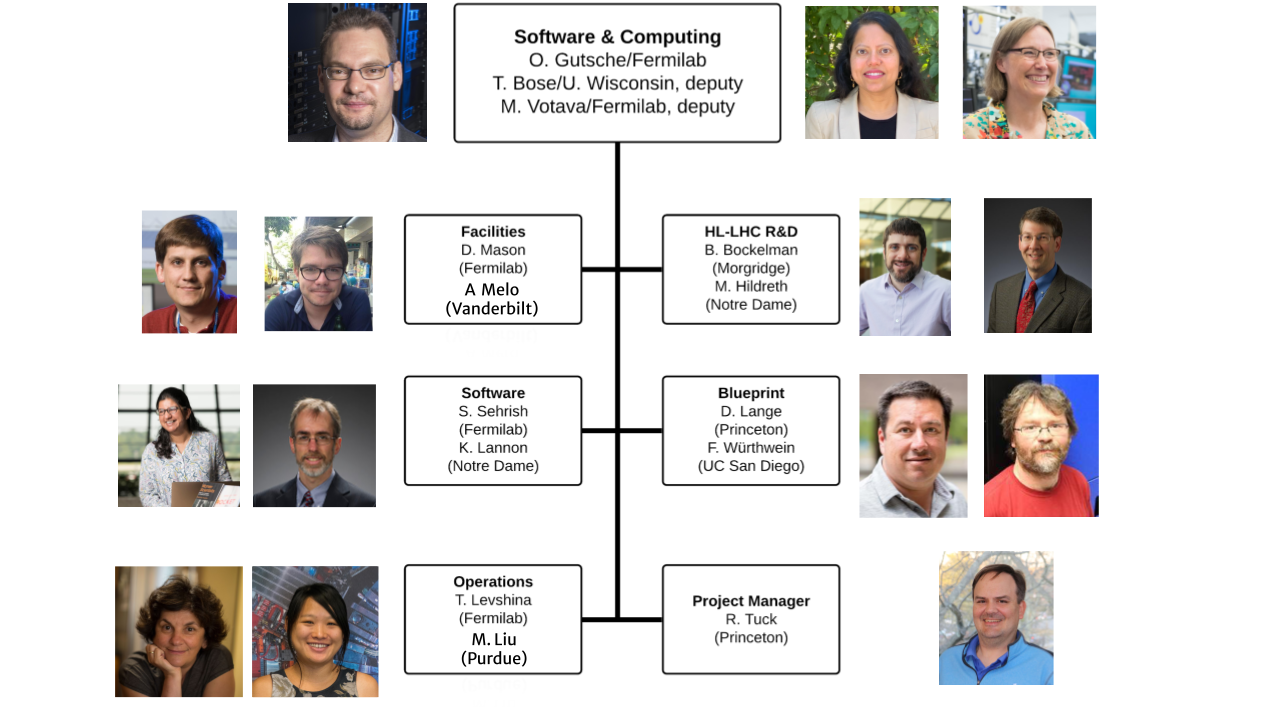 Software & Computing
O. Gutsche/Fermilab
T. Bose/U. Wisconsin, deputy
M. Votava/Fermilab, deputy
Facilities
D. Mason
(Fermilab)
A Melo
(Vanderbilt)
HL-LHC R&D
B. Bockelman
(Morgridge)
M. Hildreth
(Notre Dame)
Software
S. Sehrish
(Fermilab)
K. Lannon
(Notre Dame)
Blueprint
D. Lange
(Princeton)
F. Würthwein
(UC San Diego)
Operations
T. Levshina
(Fermilab)
M. Liu
(Purdue)
Project Manager
R. Tuck
(Princeton)